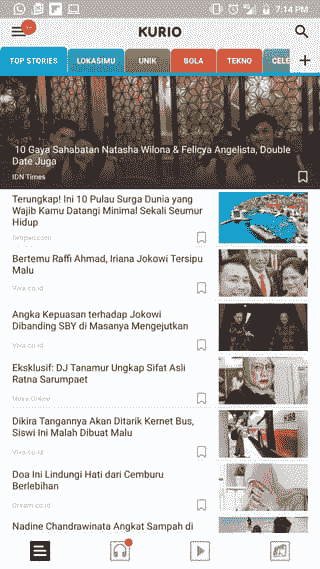 7:14 PM
KURIO
TOP STORIES LOKASIMU UNIK BOLA TEKNO CELE
10 Gaya Sahabatan Natasha Wilona & Felicya Angelista, Double
Date Juga
IDN Times
Terungkap! Ini 10 Pulau Surga Dunia yang
Wajib Kamu Datangi Minimal Sekali Seumur
Hidup
Bertemu Raffi Ahmad, Iriana Jokowi Tersipu
Malu
Viva.co.id
Angka Kepuasan terhadap Jokowi
Dibanding SBY di Masanya Mengejutkan
Viva.co.id
Eksklusif: DJ Tanamur Ungkap Sifat Asli
Ratna Sarumpaet
Dikira Tangannya Akan Ditarik Kernet Bus,
Siswi Ini Malah Dibuat Malu
Viva.co.id
Doa Ini Lindungi Hati dari Cemburu
Berlebihan
Dream.co.id
Nadine Chandrawinata Angkat Sampah di